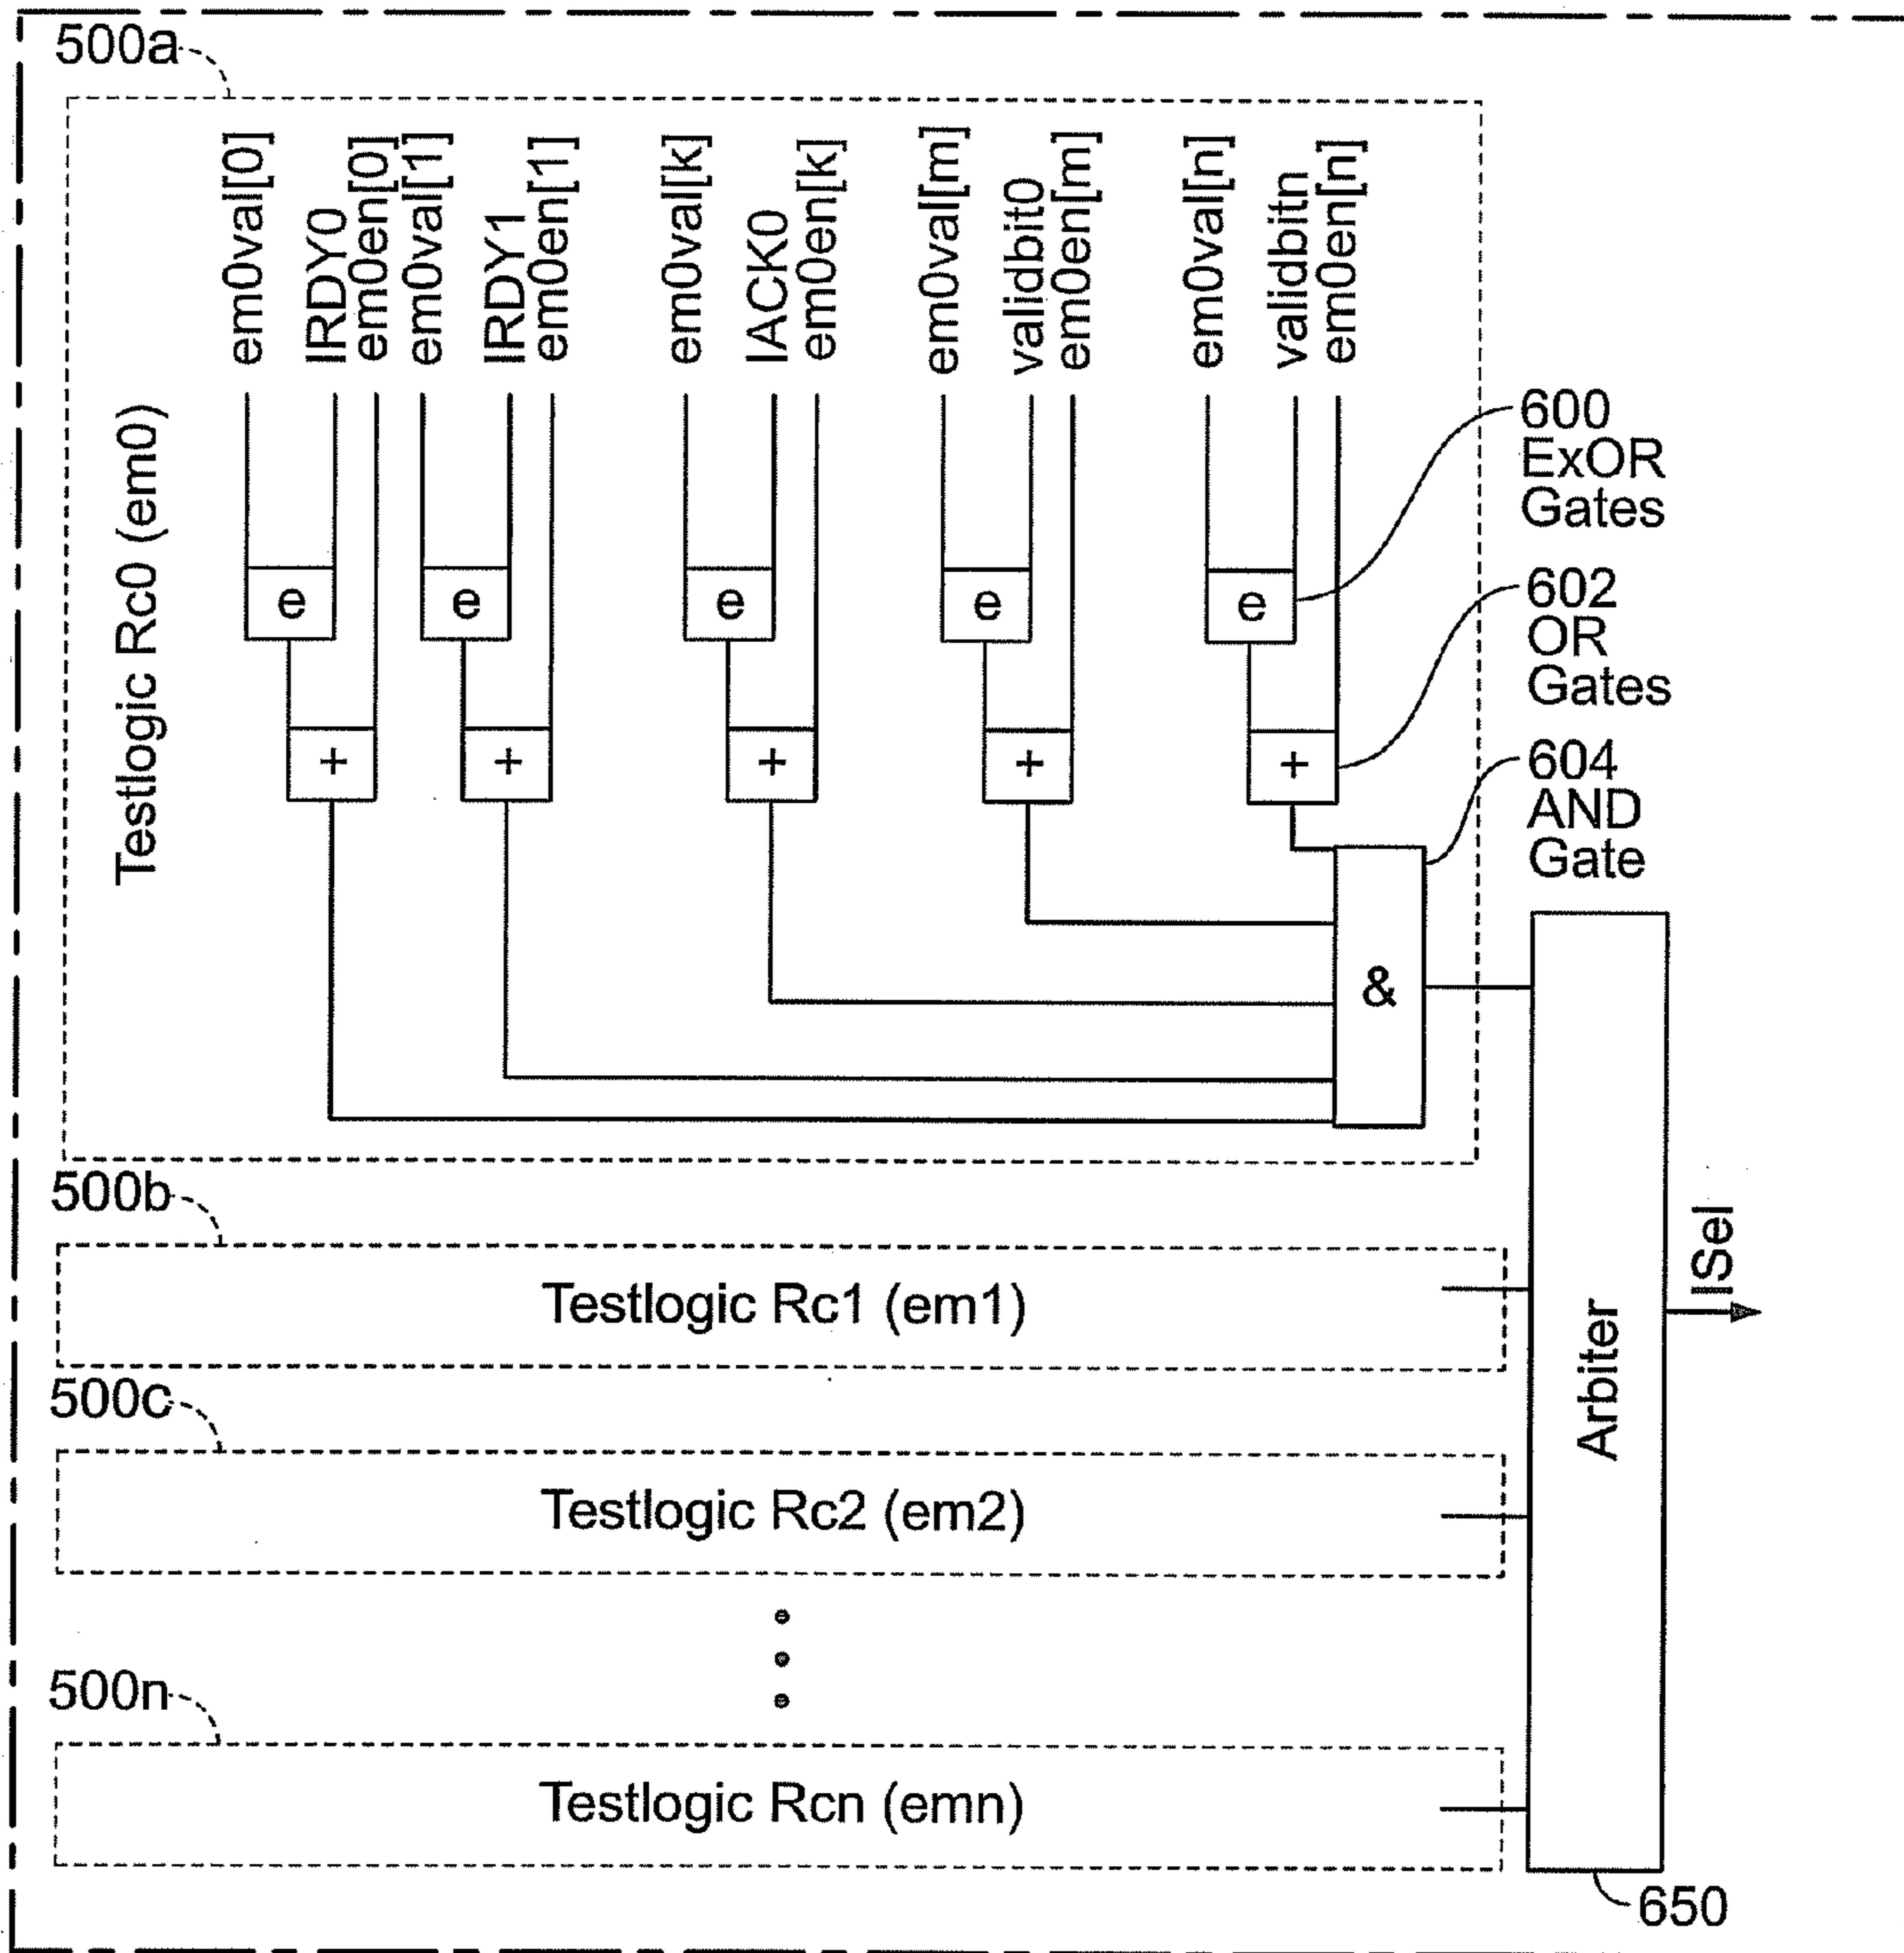 500a
em0val[0]
IRDY0
em0en[0]
em0val[1]
IRDY1
em0en[1]
em0val[k]
IACK0
em0en[k]
em0val[m]
validbit0
em0en[m]
em0val[n]
validbitn
em0en[n]
Testlogic Rc0 (em0)
600
ExOR
Gates
e
e
e
e
e
602
OR
Gates
+
+
+
+
+
604
AND
Gate
&
500b
Testlogic Rc1 (em1)
ISel
500c
Arbiter
Testlogic Rc2 (em2)
500n
Testlogic Rcn (emn)
650